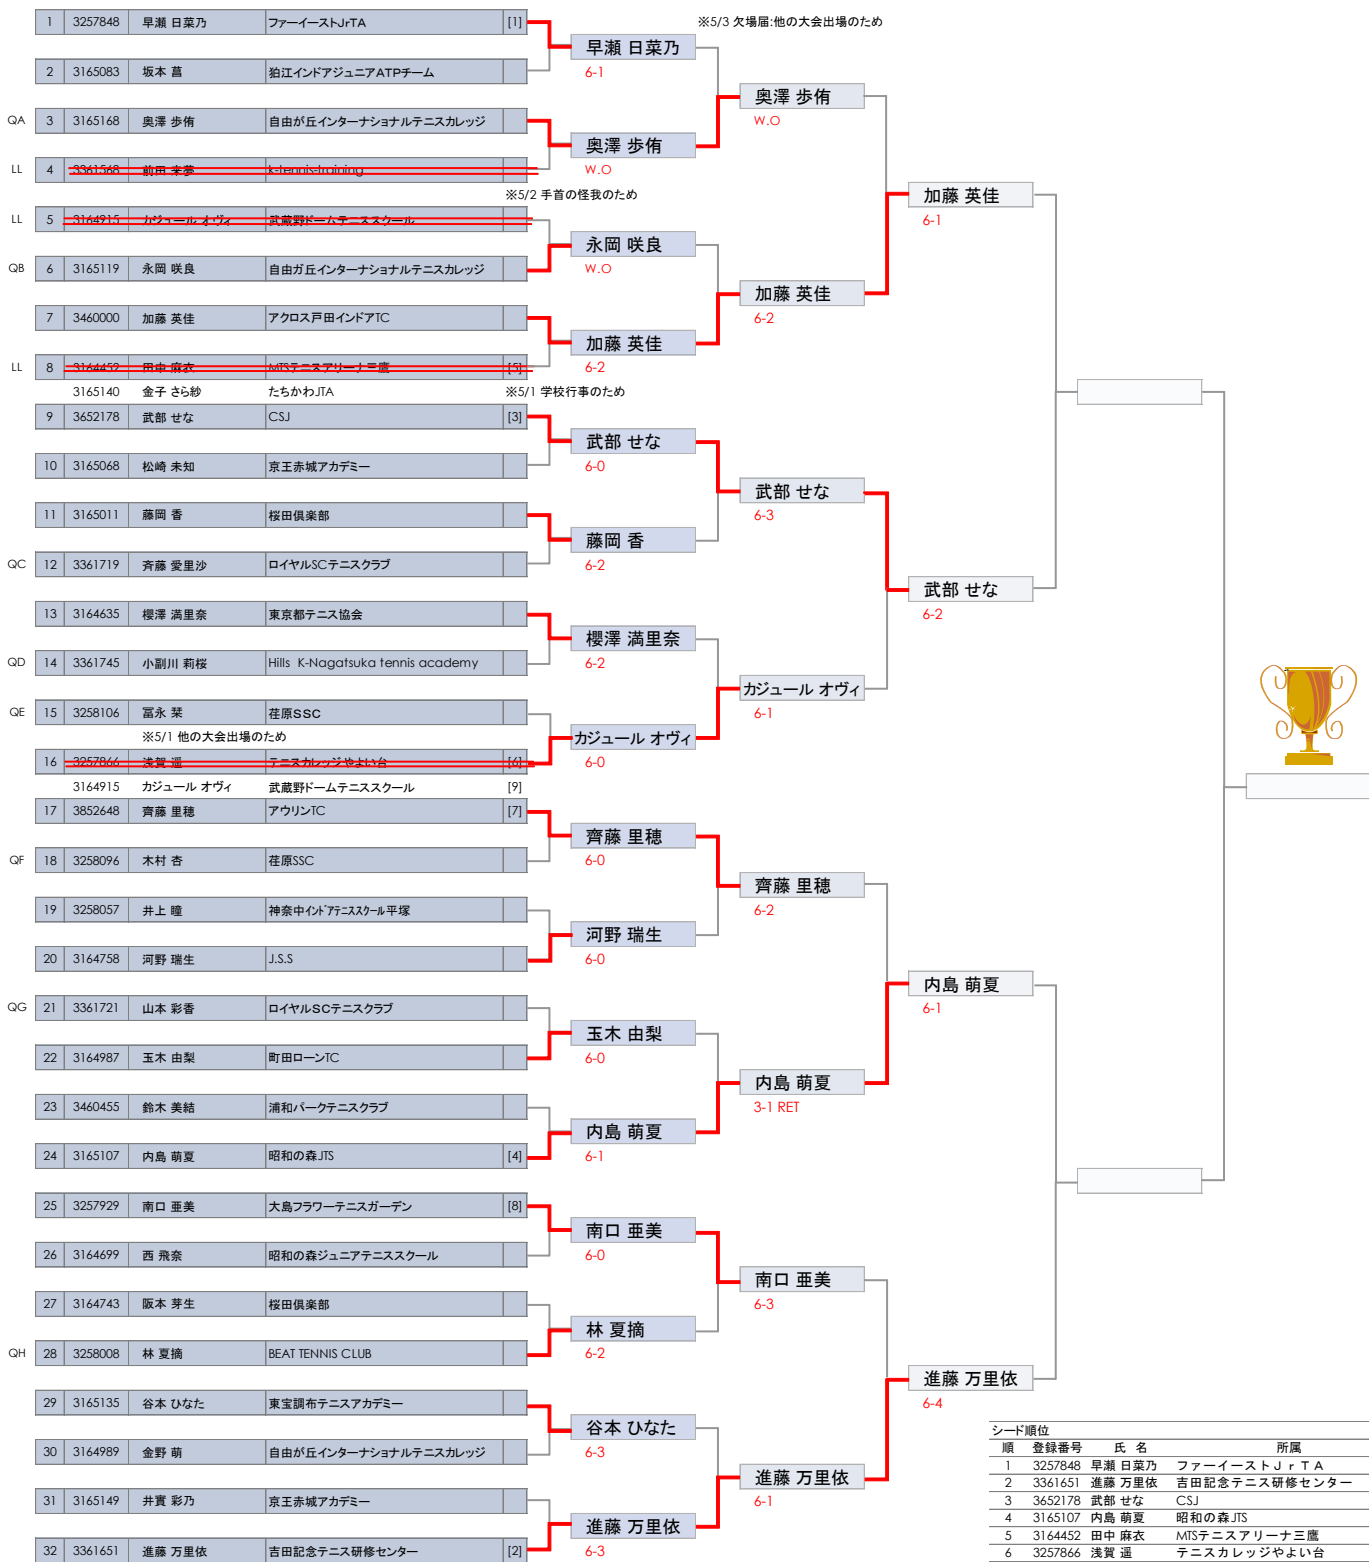 1 3257848 早瀬 日菜乃 ファーイーストJrTA [1]
※5/3 欠場届:他の大会出場のため
早瀬 日菜乃
6-1
2 3165083 坂本 菖 狛江インドアジュニアATPチーム
奥澤 歩侑
W.O
QA 3 3165168 奥澤 歩侑 自由が丘インターナショナルテニスカレッジ
奥澤 歩侑
W.O
LL 4 3361568 前田 来夢 k-tennis-training
※5/2 手首の怪我のため
加藤 英佳
6-1
LL 5 3164915 カジュール オヴィ 武蔵野ドームテニススクール
永岡 咲良
W.O
QB 6 3165119 永岡 咲良 自由ガ丘インターナショナルテニスカレッジ
加藤 英佳
6-2
7 3460000 加藤 英佳 アクロス戸田インドアTC
加藤 英佳
6-2
LL 8 3164452 田中 麻衣 MTSテニスアリーナ三鷹 [5]
3165140 金子 さら紗 たちかわJTA ※5/1 学校行事のため
9 3652178 武部 せな CSJ [3]
武部 せな
6-0
10 3165068 松崎 未知 京王赤城アカデミー
武部 せな
6-3
11 3165011 藤岡 香 桜田倶楽部
藤岡 香
6-2
QC 12 3361719 斉藤 愛里沙 ロイヤルSCテニスクラブ
武部 せな
6-2
13 3164635 櫻澤 満里奈 東京都テニス協会
櫻澤 満里奈
6-2
QD 14 3361745 小副川 莉桜 Hills K-Nagatsuka tennis academy
カジュール オヴィ
6-1
QE 15 3258106 冨永 栞 荏原SSC
※5/1 他の大会出場のため
カジュール オヴィ
6-0
16 3257866 浅賀 遥 テニスカレッジやよい台 [6]
3164915 カジュール オヴィ 武蔵野ドームテニススクール [9]
17 3852648 齊藤 里穂 アウリンTC [7]
齊藤 里穂
6-0
QF 18 3258096 木村 杏 荏原SSC
齊藤 里穂
6-2
19 3258057 井上 瞳 神奈中インドアテニススクール平塚
河野 瑞生
6-0
20 3164758 河野 瑞生 J.S.S
内島 萌夏
6-1
QG 21 3361721 山本 彩香 ロイヤルSCテニスクラブ
玉木 由梨
6-0
22 3164987 玉木 由梨 町田ローンTC
内島 萌夏
3-1 RET
23 3460455 鈴木 美結 浦和パークテニスクラブ
内島 萌夏
6-1
24 3165107 内島 萌夏 昭和の森JTS [4]
25 3257929 南口 亜美 大島フラワーテニスガーデン [8]
南口 亜美
6-0
26 3164699 西 飛奈 昭和の森ジュニアテニススクール
南口 亜美
6-3
27 3164743 阪本 芽生 桜田倶楽部
林 夏摘
6-2
QH 28 3258008 林 夏摘 BEAT TENNIS CLUB
進藤 万里依
6-4
29 3165135 谷本 ひなた 東宝調布テニスアカデミー
谷本 ひなた
6-3
30 3164989 金野 萌 自由が丘インターナショナルテニスカレッジ
進藤 万里依
6-1
31 3165149 井實 彩乃 京王赤城アカデミー
進藤 万里依
6-3
32 3361651 進藤 万里依 吉田記念テニス研修センター [2]
シード順位
順 登録番号 氏 名 所属
1 3257848 早瀬 日菜乃 ファーイーストJrTA
2 3361651 進藤 万里依 吉田記念テニス研修センター
3 3652178 武部 せな CSJ
4 3165107 内島 萌夏 昭和の森JTS
5 3164452 田中 麻衣 MTSテニスアリーナ三鷹
6 3257866 浅賀 遥 テニスカレッジやよい台